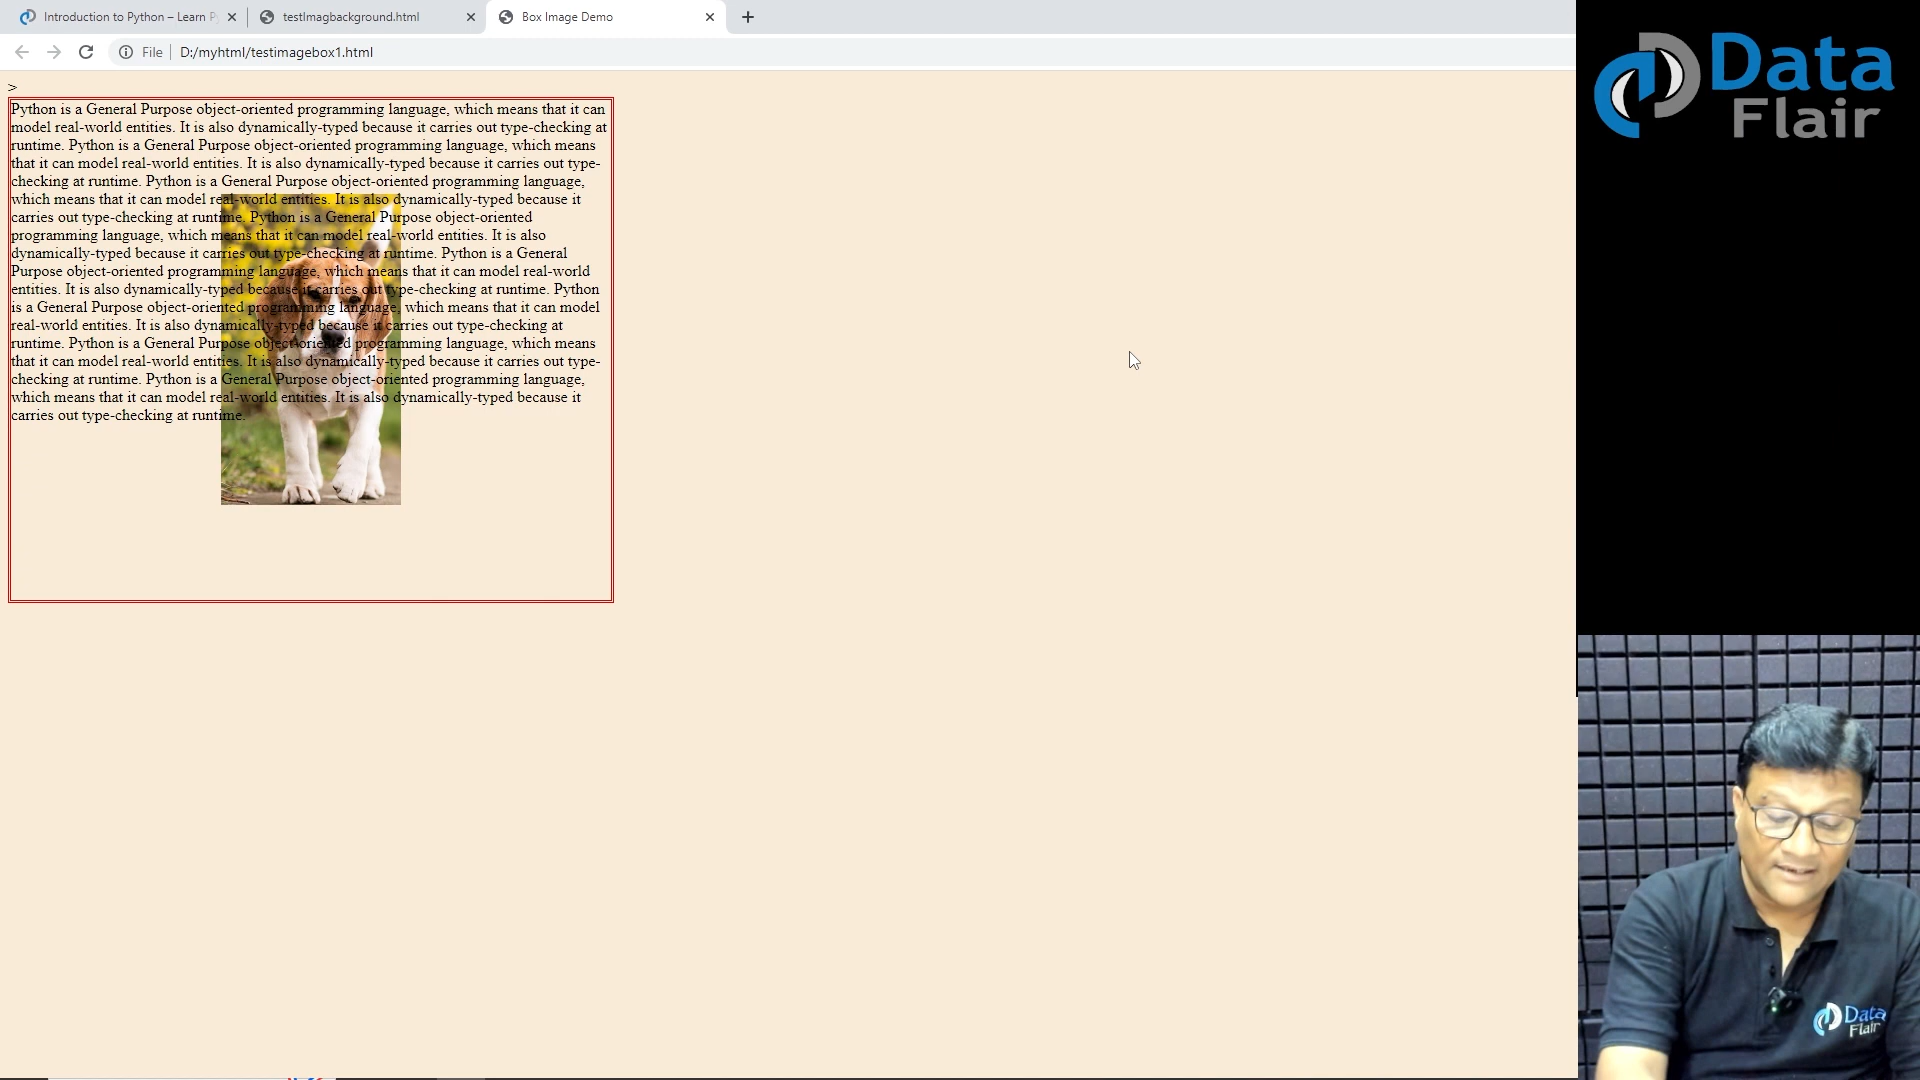 Introduction to Python – Learn P
testImagbackground.html
Box Image Demo
File
D:/myhtml/testimagebox1.html
>
Python is a General Purpose object-oriented programming language, which means that it can
model real-world entities. It is also dynamically-typed because it carries out type-checking at
runtime. Python is a General Purpose object-oriented programming language, which means
that it can model real-world entities. It is also dynamically-typed because it carries out type-
checking at runtime. Python is a General Purpose object-oriented programming language,
which means that it can model real-world entities. It is also dynamically-typed because it
carries out type-checking at runtime. Python is a General Purpose object-oriented
programming language, which means that it can model real-world entities. It is also
dynamically-typed because it carries out type-checking at runtime. Python is a General
Purpose object-oriented programming language, which means that it can model real-world
entities. It is also dynamically-typed because it carries out type-checking at runtime. Python
is a General Purpose object-oriented programming language, which means that it can model
real-world entities. It is also dynamically-typed because it carries out type-checking at
runtime. Python is a General Purpose object-oriented programming language, which means
that it can model real-world entities. It is also dynamically-typed because it carries out type-
checking at runtime. Python is a General Purpose object-oriented programming language,
which means that it can model real-world entities. It is also dynamically-typed because it
carries out type-checking at runtime.
Data
Flair
Data
Flair